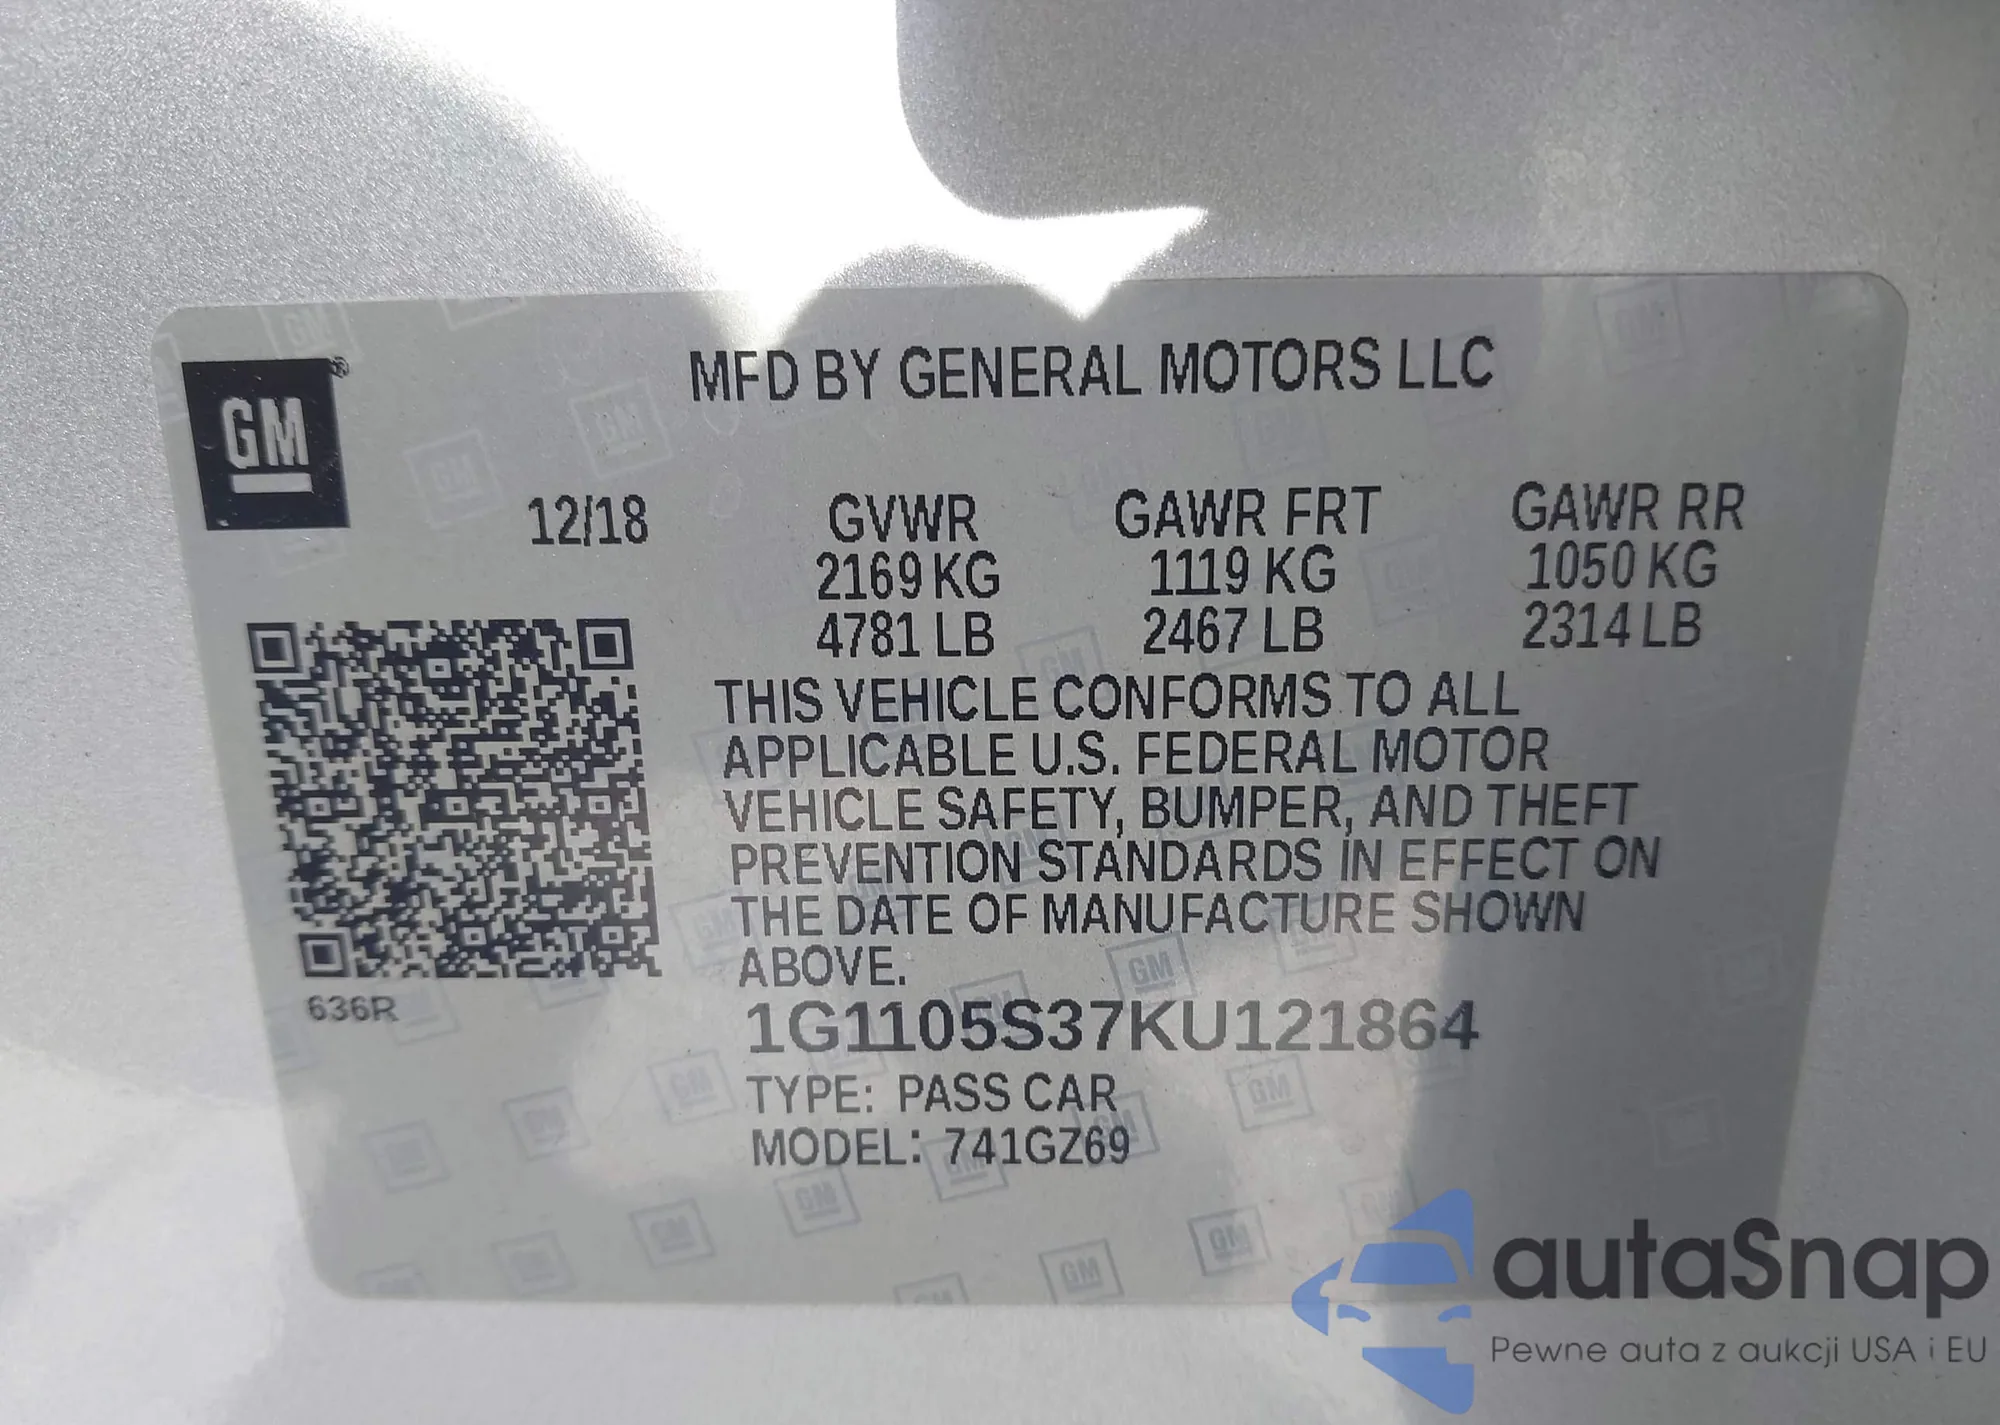 MFD BY GENERAL MOTORS LLC
GM®
12/18 GVWR GAWR FRT GAWR RR
2169 KG 1119 KG 1050 KG
4781 LB 2467 LB 2314 LB
THIS VEHICLE CONFORMS TO ALL
APPLICABLE U.S. FEDERAL MOTOR
VEHICLE SAFETY, BUMPER, AND THEFT
PREVENTION STANDARDS IN EFFECT ON
THE DATE OF MANUFACTURE SHOWN
ABOVE.
636R
1G1105S37KU121864
TYPE: PASS CAR
MODEL: 741GZ69
autaSnap
Pewne auta z aukcji USA i EU